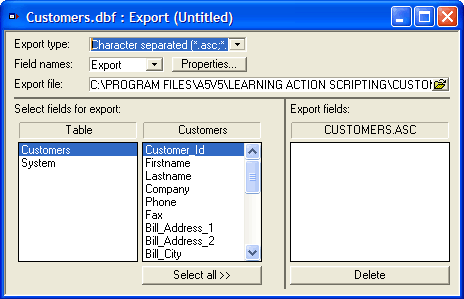 Customers.dbf : Export (Untitled)
Export type: Character separated (*.asc;*.
Field names: Export Properties...
Export file: C:\PROGRAM FILES\A5V5\LEARNING ACTION SCRIPTING\CUSTOM
Select fields for export: Export fields:
Table Customers CUSTOMERS.ASC
Customers Customer_Id
System Firstname
Lastname
Company
Phone
Fax
Bill_Address_1
Bill_Address_2
Bill_City
Select all >> Delete